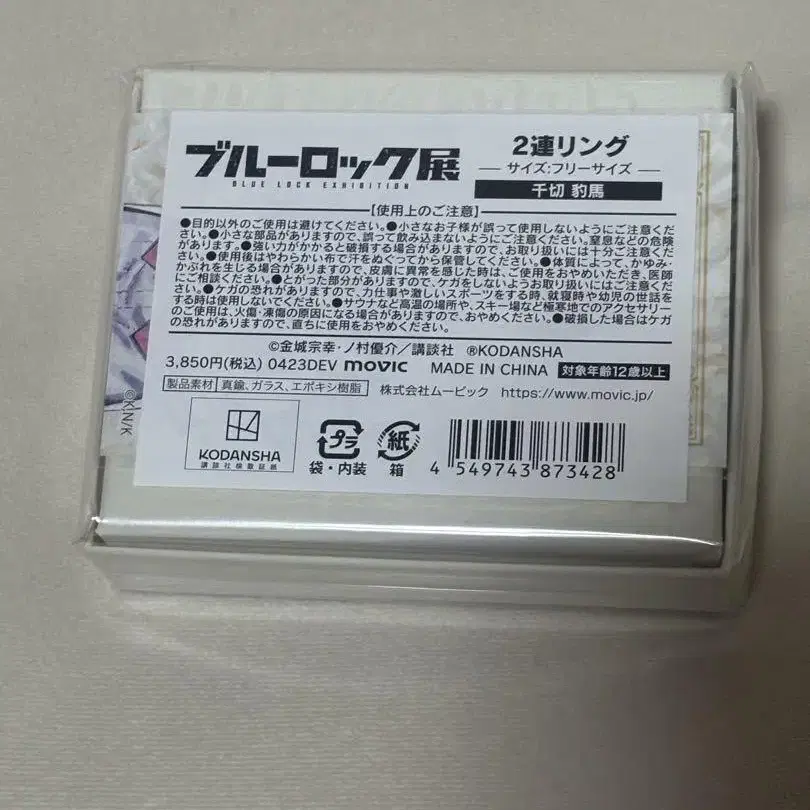 ブルーロック展
BLUE LOCK EXHIBITION
2連リング
サイズ:フリーサイズ
千切 豹馬
【使用上のご注意】
●目的以外のご使用は避けてください。●小さなお子様が誤って使用しないようにご注意くだ
さい。●小さな部品がありますので、誤って飲み込まないようにご注意ください。窒息などの危険
があります。●強い力がかかると破損する場合がありますので、お取り扱いには十分ご注意くだ
さい。●使用後はやわらかい布で汗をぬぐってから保管してください。●体質によって、かゆみ・
かぶれを生じる場合がありますので、皮膚に異常を感じた時は、ご使用をおやめいただき、医師
にご相談ください。●とがった部分がありますので、ケガをしないようお取り扱いにはご注意くださ
い。●ケガの恐れがありますので、力仕事や激しいスポーツをする時、就寝時や幼児の世話を
する時は使用しないでください。●サウナなど高温の場所や、スキー場など極寒地でのアクセサリー
のご使用は、火傷・凍傷の原因になる場合がありますので、おやめください。●破損した場合はケガ
の恐れがありますので、直ちに使用をおやめください。
©金城宗幸・ノ村優介／講談社 ®KODANSHA
3,850円(税込) 0423DEV movic MADE IN CHINA 対象年齢12歳以上
製品素材 真鍮、ガラス、エポキシ樹脂 株式会社ムービック https://www.movic.jp/
KODANSHA
講談社検数証紙
プラ
袋・内装
紙
箱
4 549743 873428
©K,N/K